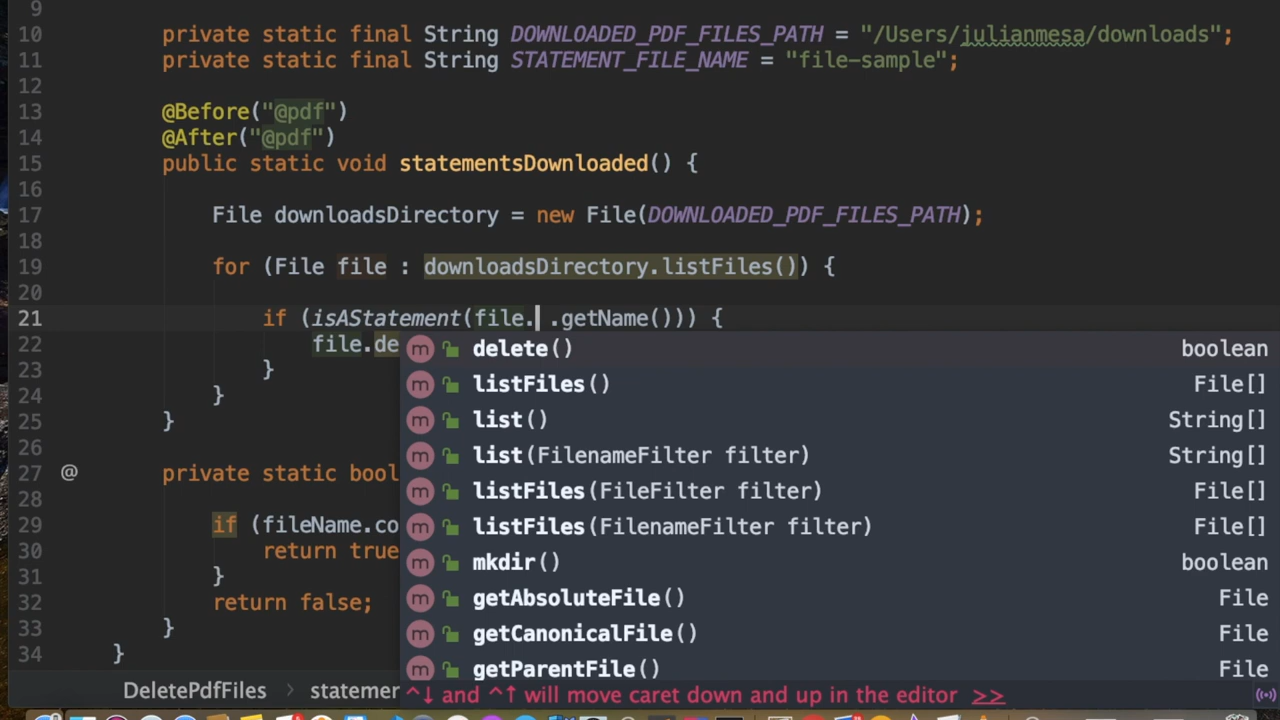 9
10 private static final String DOWNLOADED_PDF_FILES_PATH = "/Users/julianmesa/downloads";
11 private static final String STATEMENT_FILE_NAME = "file-sample";
12
13 @Before("@pdf")
14 @After("@pdf")
15 public static void statementsDownloaded() {
16
17 File downloadsDirectory = new File(DOWNLOADED_PDF_FILES_PATH);
18
19 for (File file : downloadsDirectory.listFiles()) {
20
21 if (isAStatement(file. .getName())) {
22 file.de
m delete() boolean
23 }
m listFiles() File[]
24 }
25 }
m list() String[]
26
m list(FilenameFilter filter) String[]
27 @ private static bool
28
m listFiles(FileFilter filter) File[]
29 if (fileName.co
m listFiles(FilenameFilter filter) File[]
30 return true
m mkdir() boolean
31 }
32 return false;
m getAbsoluteFile() File
33 }
m getCanonicalFile() File
34 }
m getParentFile() File
DeletePdfFiles › statemer
^↓ and ^↑ will move caret down and up in the editor >>